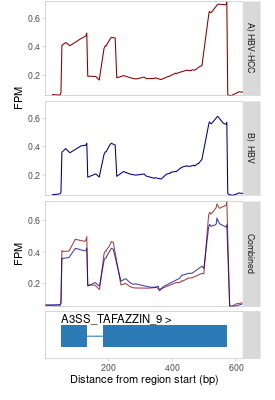 0.6
0.4
0.2
FPM
A) HBV-HCC
0.6
0.4
0.2
B) HBV
0.6
0.4
0.2
FPM
Combined
A3SS_TAFAZZIN_9 >
0
200
400
600
Distance from region start (bp)